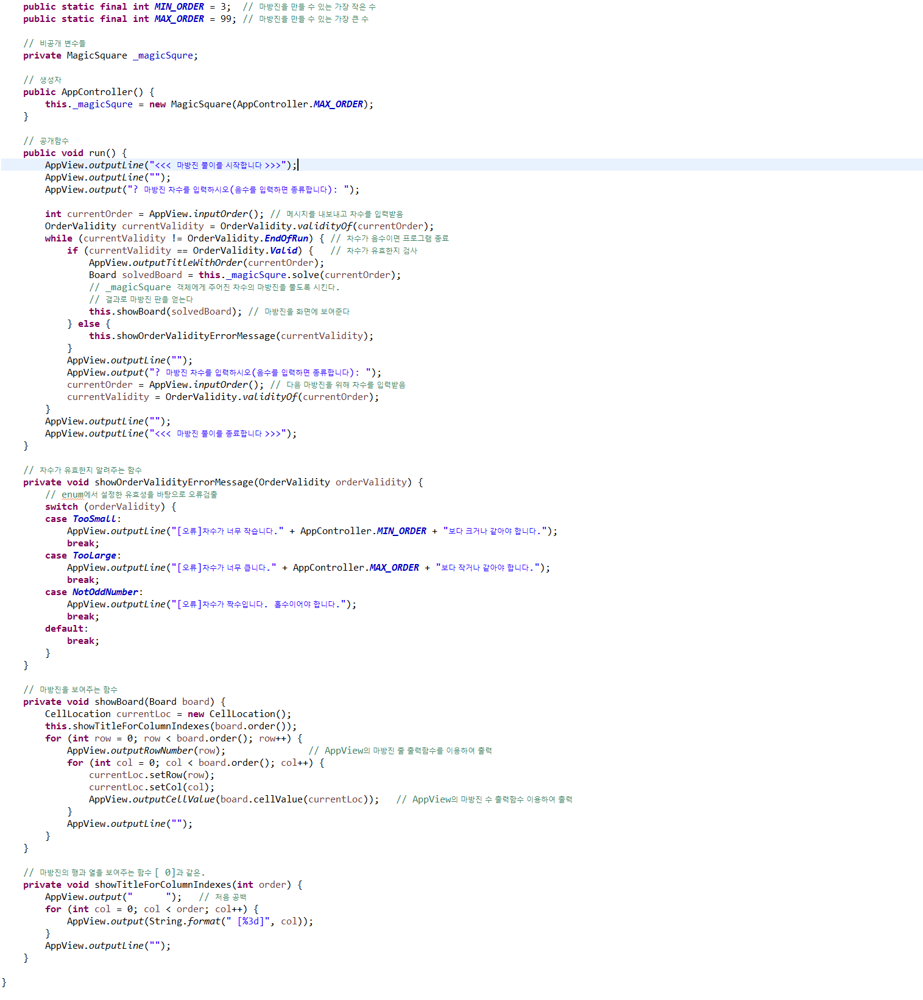 public static final int MIN_ORDER = 3;  // 마방진을 만들 수 있는 가장 작은 수
public static final int MAX_ORDER = 99; // 마방진을 만들 수 있는 가장 큰 수
// 비공개 변수들
private MagicSquare _magicSqure;
// 생성자
public AppController() {
this._magicSqure = new MagicSquare(AppController.MAX_ORDER);
}
// 공개함수
public void run() {
AppView.outputLine("<<< 마방진 풀이를 시작합니다 >>>");
AppView.outputLine("");
AppView.output("? 마방진 차수를 입력하시오(음수를 입력하면 종류합니다): ");
int currentOrder = AppView.inputOrder(); // 메시지를 내보내고 차수를 입력받음
OrderValidity currentValidity = OrderValidity.validityOf(currentOrder);
while (currentValidity != OrderValidity.EndOfRun) { // 차수가 음수이면 프로그램 종료
if (currentValidity == OrderValidity.Valid) {   // 차수가 유효한지 검사
AppView.outputTitleWithOrder(currentOrder);
Board solvedBoard = this._magicSqure.solve(currentOrder);
// _magicSquare 객체에게 주어진 차수의 마방진을 풀도록 시킨다.
// 결과로 마방진 판을 얻는다
this.showBoard(solvedBoard); // 마방진을 화면에 보여준다
} else {
this.showOrderValidityErrorMessage(currentValidity);
}
AppView.outputLine("");
AppView.output("? 마방진 차수를 입력하시오(음수를 입력하면 종류합니다): ");
currentOrder = AppView.inputOrder(); // 다음 마방진을 위해 차수를 입력받음
currentValidity = OrderValidity.validityOf(currentOrder);
}
AppView.outputLine("");
AppView.outputLine("<<< 마방진 풀이를 종료합니다 >>>");
}
// 차수가 유효한지 알려주는 함수
private void showOrderValidityErrorMessage(OrderValidity orderValidity) {
// enum에서 설정한 유효성을 바탕으로 오류검출
switch (orderValidity) {
case TooSmall:
AppView.outputLine("[오류]차수가 너무 작습니다." + AppController.MIN_ORDER + "보다 크거나 같아야 합니다.");
break;
case TooLarge:
AppView.outputLine("[오류]차수가 너무 큽니다." + AppController.MAX_ORDER + "보다 작거나 같아야 합니다.");
break;
case NotOddNumber:
AppView.outputLine("[오류]차수가 짝수입니다. 홀수이어야 합니다.");
break;
default:
break;
}
}
// 마방진을 보여주는 함수
private void showBoard(Board board) {
CellLocation currentLoc = new CellLocation();
this.showTitleForColumnIndexes(board.order());
for (int row = 0; row < board.order(); row++) {
AppView.outputRowNumber(row);               // AppView의 마방진 줄 출력함수를 이용하여 출력
for (int col = 0; col < board.order(); col++) {
currentLoc.setRow(row);
currentLoc.setCol(col);
AppView.outputCellValue(board.cellValue(currentLoc));   // AppView의 마방진 수 출력함수 이용하여 출력
}
AppView.outputLine("");
}
}
// 마방진의 행과 열을 보여주는 함수 [ 0]과 같은.
private void showTitleForColumnIndexes(int order) {
AppView.output("      ");   // 처음 공백
for (int col = 0; col < order; col++) {
AppView.output(String.format(" [%3d]", col));
}
AppView.outputLine("");
}
}